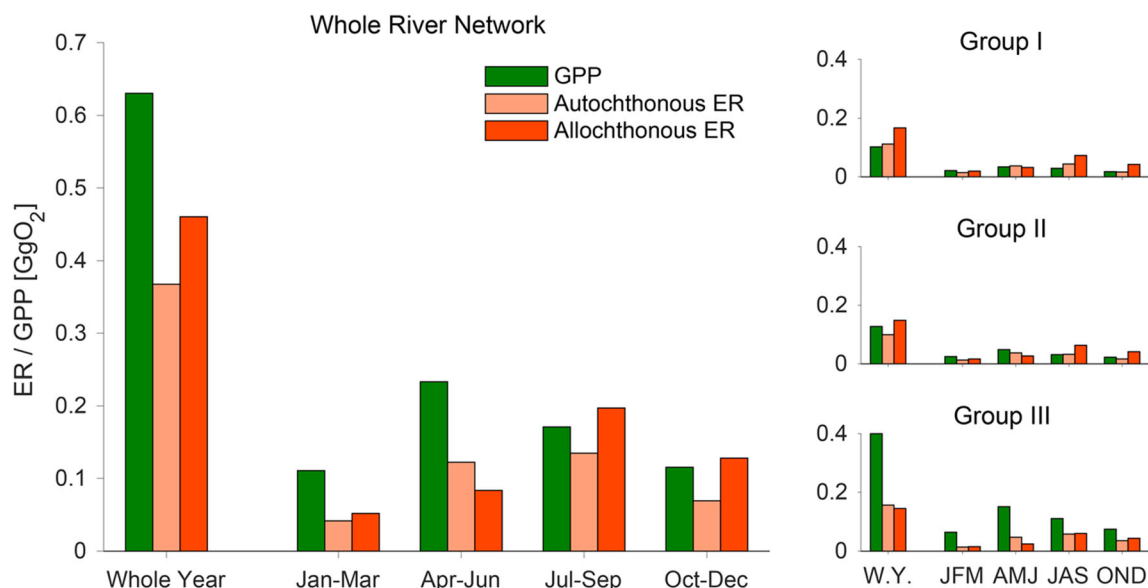 Whole River Network
0.7
0.6
0.5
0.4
0.3
0.2
0.1
0
ER / GPP [GgO₂]
GPP
Autochthonous ER
Allochthonous ER
Whole Year Jan-Mar Apr-Jun Jul-Sep Oct-Dec
Group I
0.4
0.2
0
Group II
0.4
0.2
0
Group III
0.4
0.2
0
W.Y. JFM AMJ JAS OND